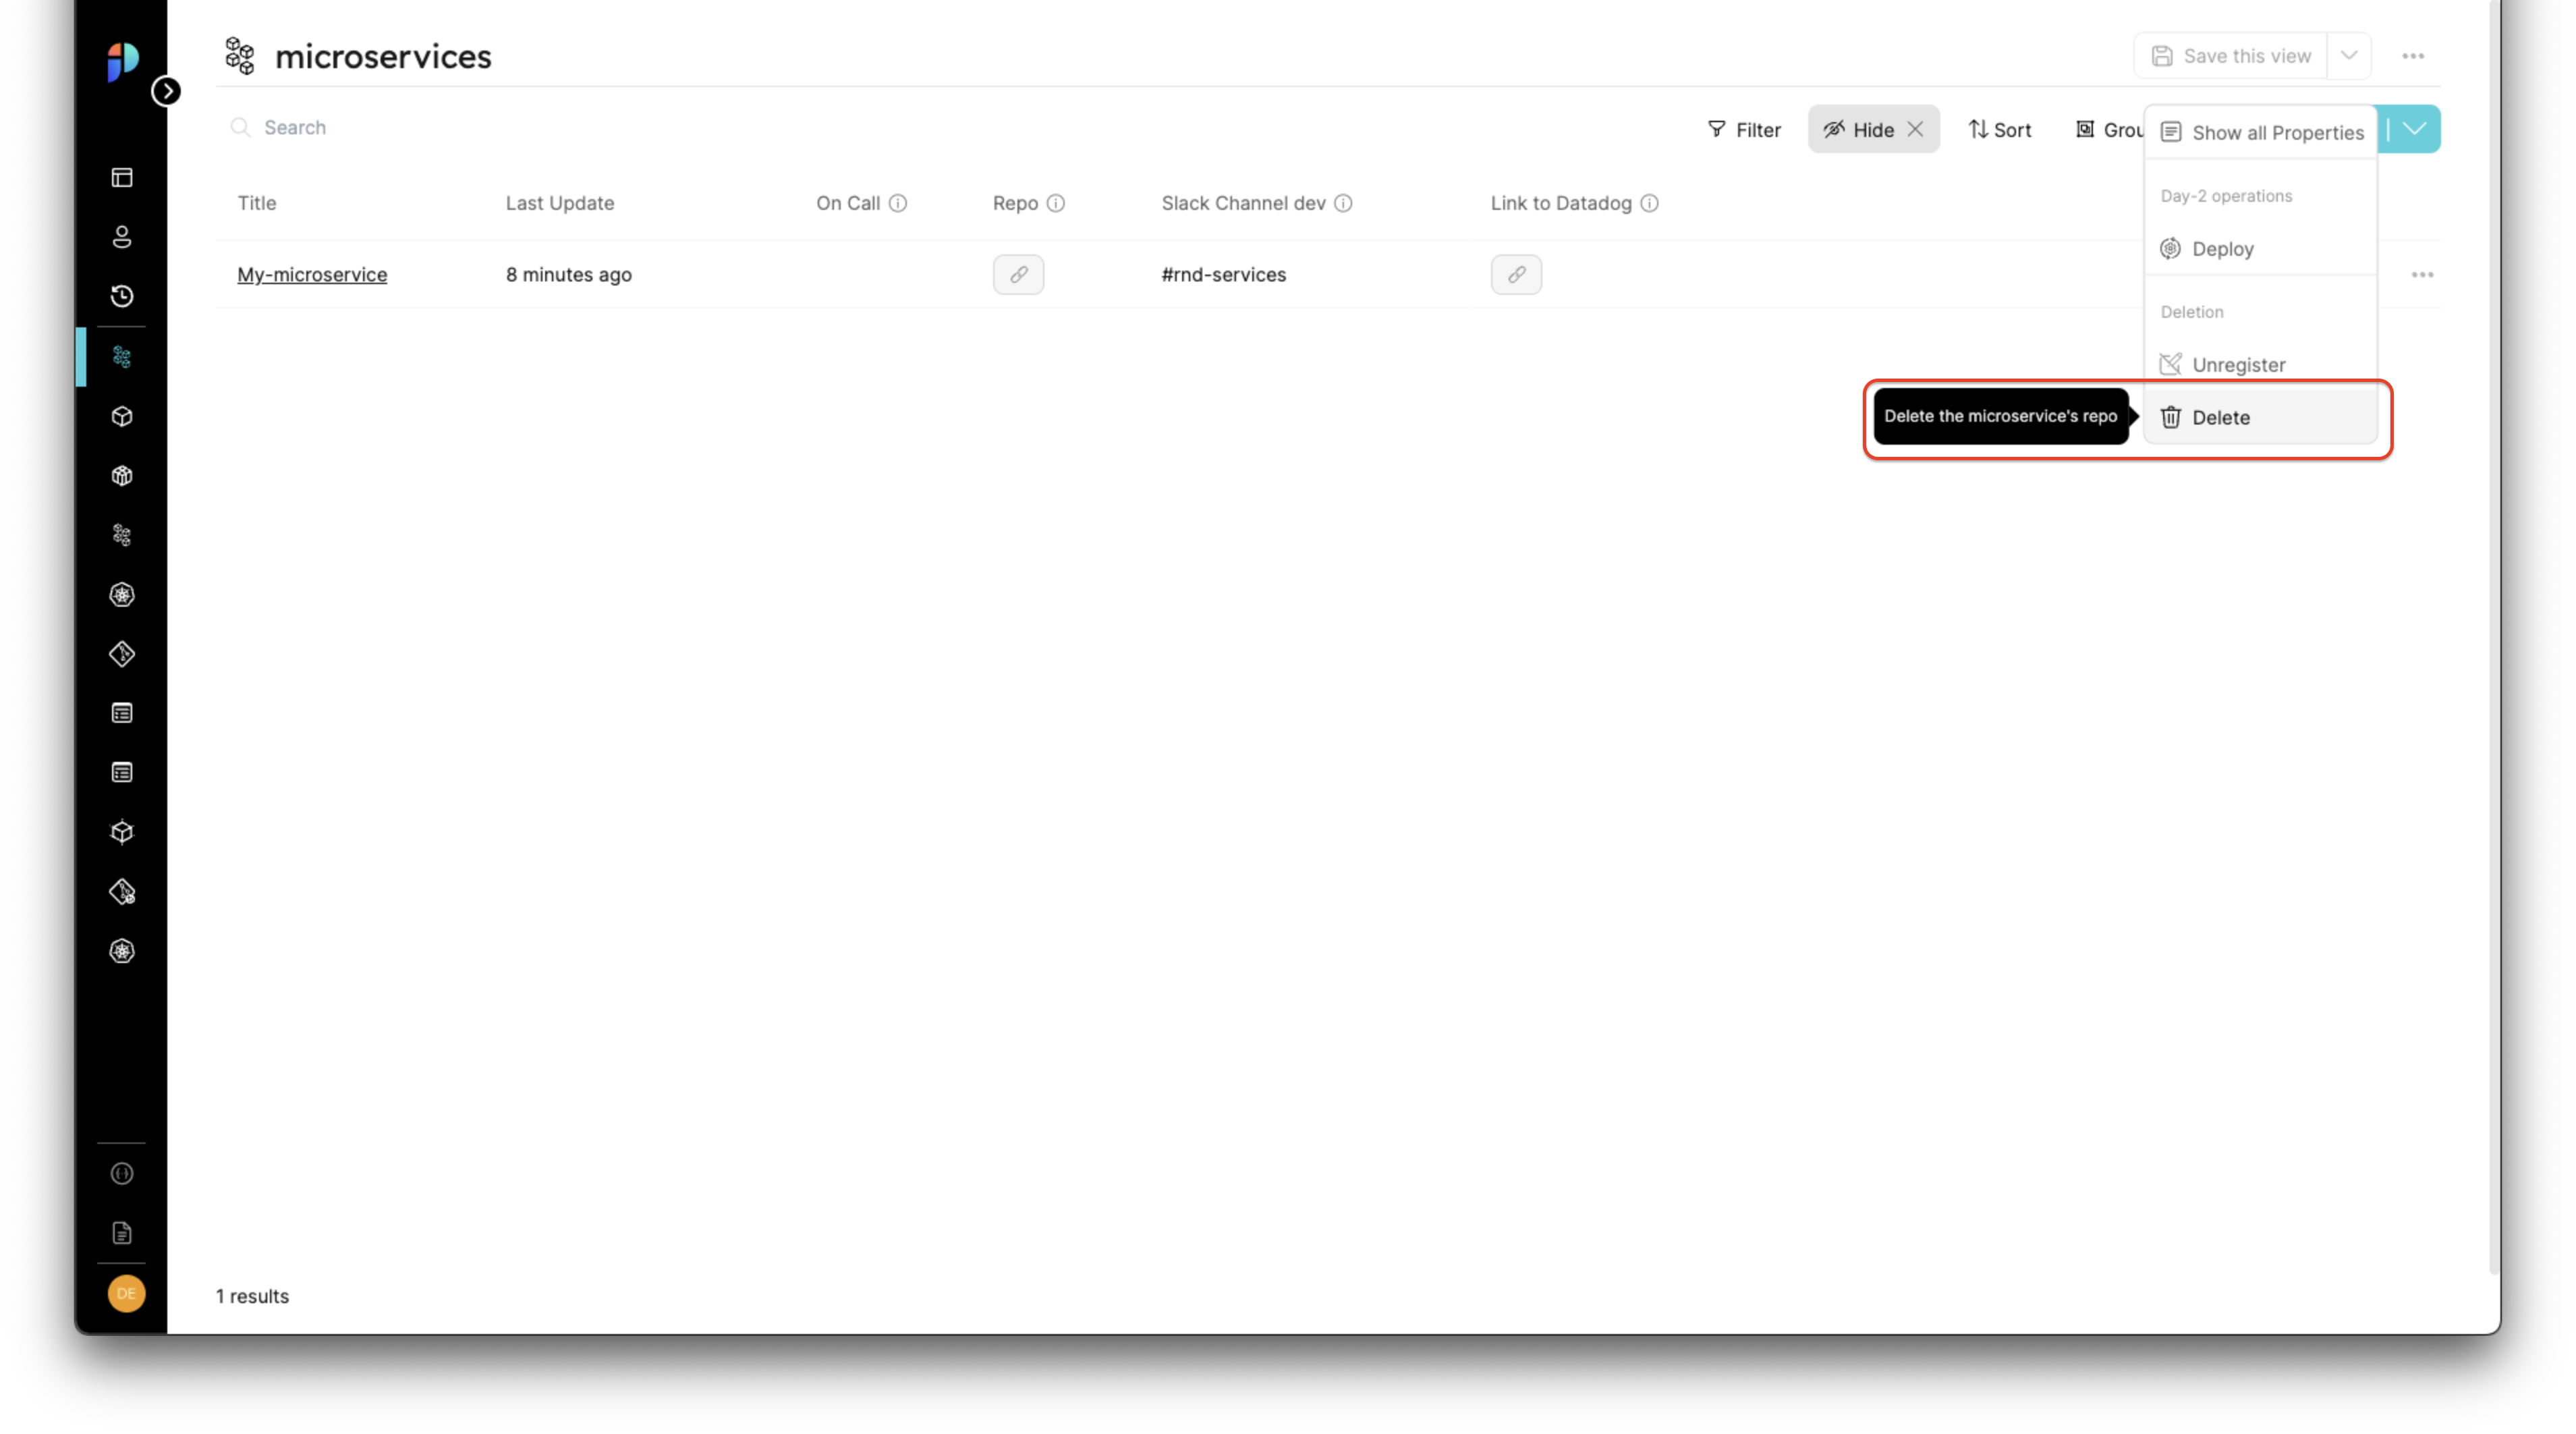 microservices
Save this view
Search
Filter
Hide
Sort
Grou
Show all Properties
Title
Last Update
On Call
Repo
Slack Channel dev
Link to Datadog
Day-2 operations
Deploy
My-microservice
8 minutes ago
#rnd-services
Deletion
Unregister
Delete the microservice's repo
Delete
DE
1 results